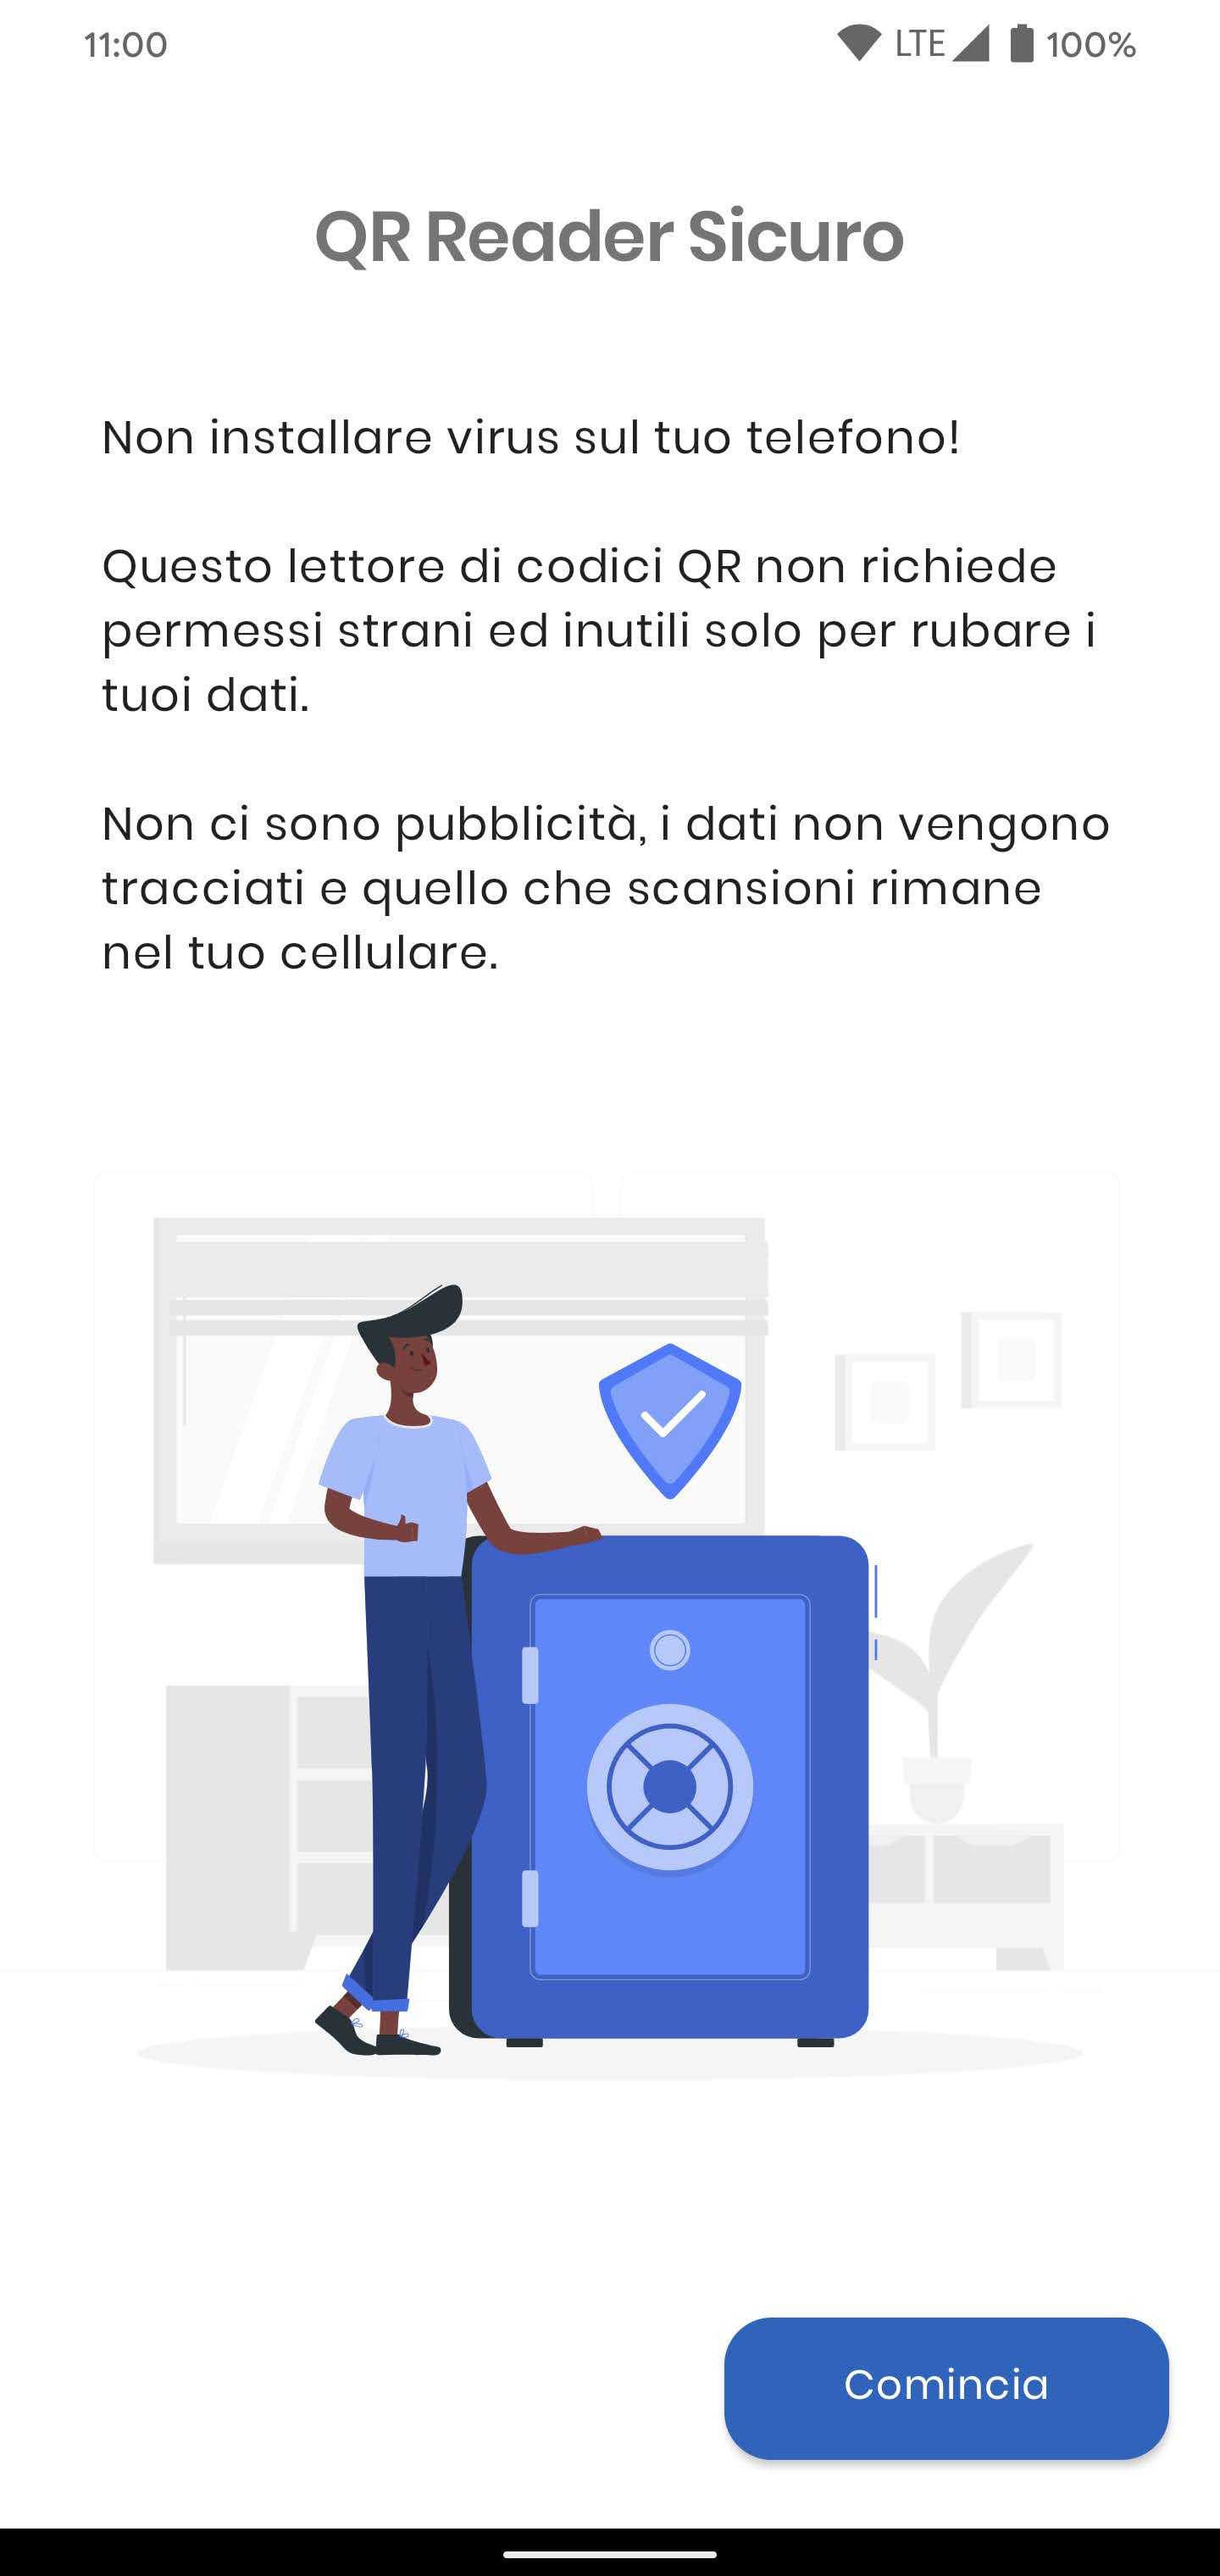 11:00
LTE 100%
QR Reader Sicuro
Non installare virus sul tuo telefono!
Questo lettore di codici QR non richiede
permessi strani ed inutili solo per rubare i
tuoi dati.
Non ci sono pubblicità, i dati non vengono
tracciati e quello che scansioni rimane
nel tuo cellulare.
Comincia